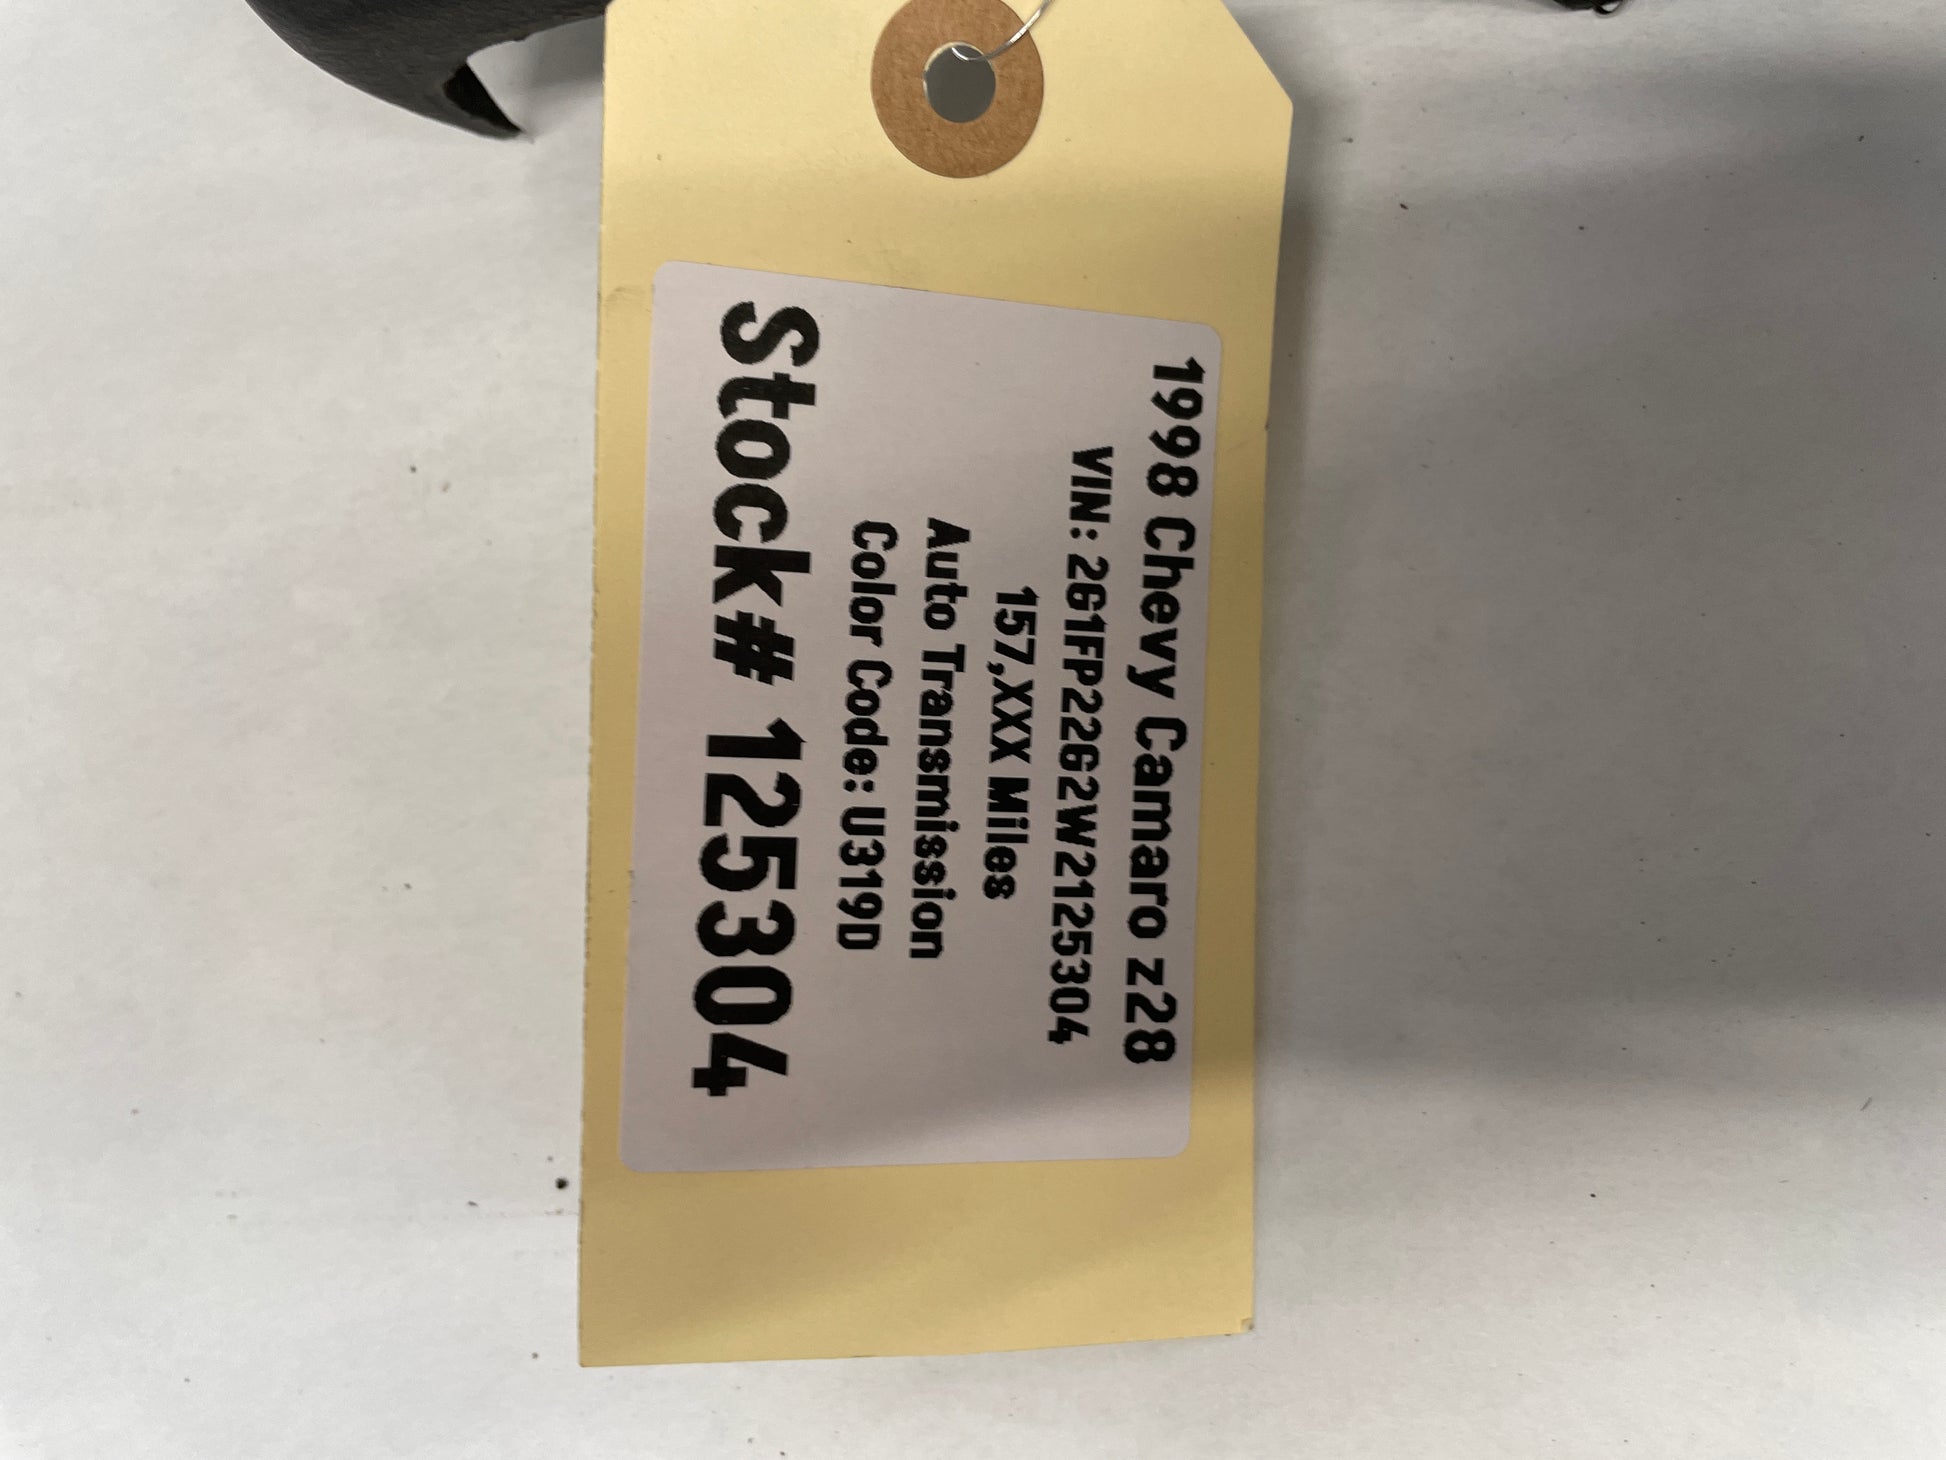 1998 Chevy Camaro z28
VIN: 2G1FP22G2W2125304
157,XXX Miles
Auto Transmission
Color Code: U319D
Stock# 125304